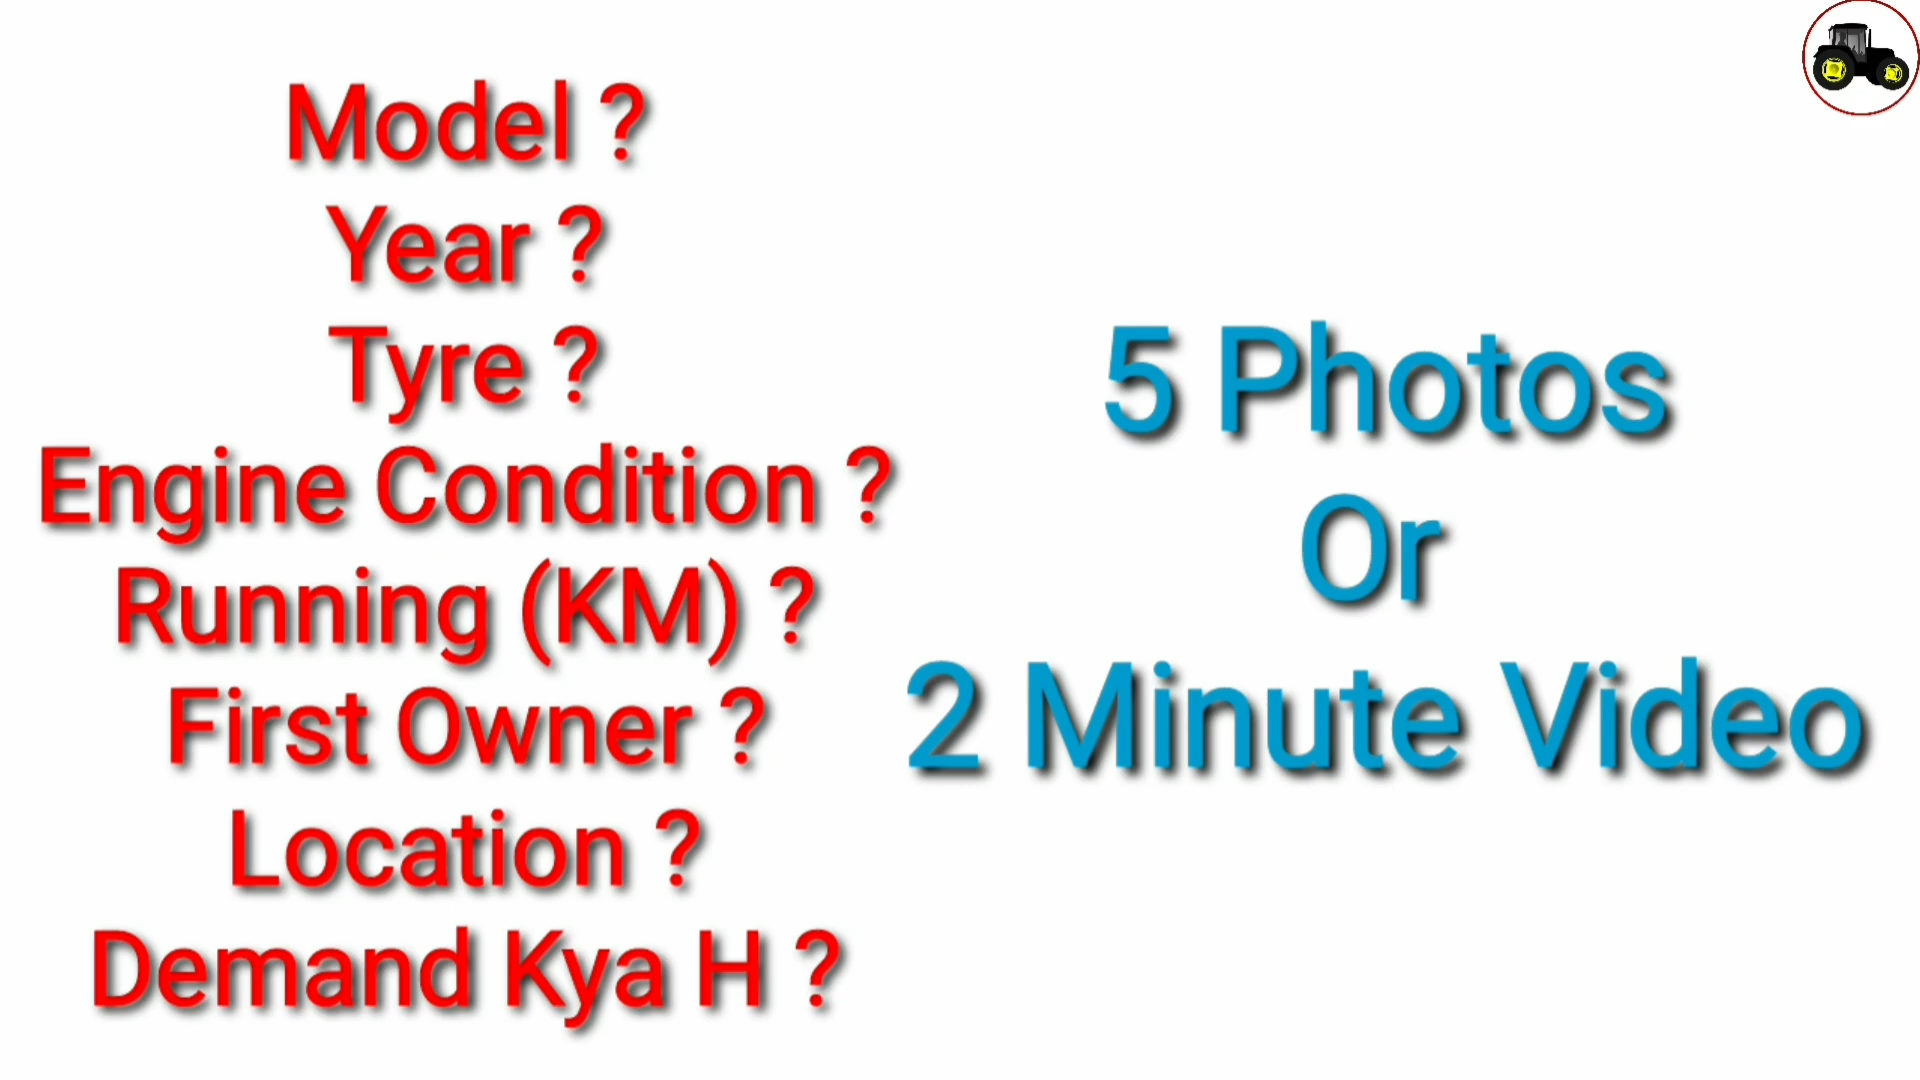 Model ?
Year ?
Tyre ?
Engine Condition ?
Running (KM) ?
First Owner ?
Location ?
Demand Kya H ?
5 Photos
Or
2 Minute Video